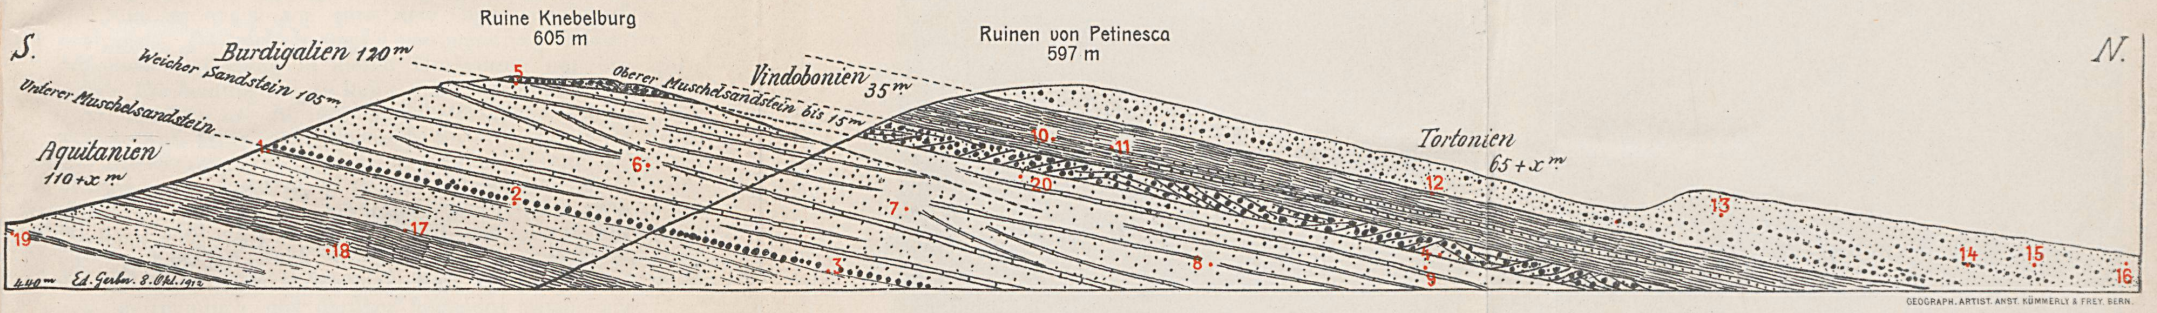 S.
Ruine Knebelburg
605 m
Ruinen von Petinesca
597 m
N.
Burdigalien 120 m.
Weicher Sandstein 105 m
Unterer Muschelsandstein
Oberer Muschelsandstein bis 15 m
Vindobonien 35 m
Aquitanien
110 + x m
Tortonien
65 + x m
5
1
10
11
6
20
2
12
7
13
17
18
19
3
8
4
9
14
15
16
440 m
Ed. Gerber. 8. Okt. 1912
GEOGRAPH. ARTIST. ANST. KÜMMERLY & FREY, BERN.